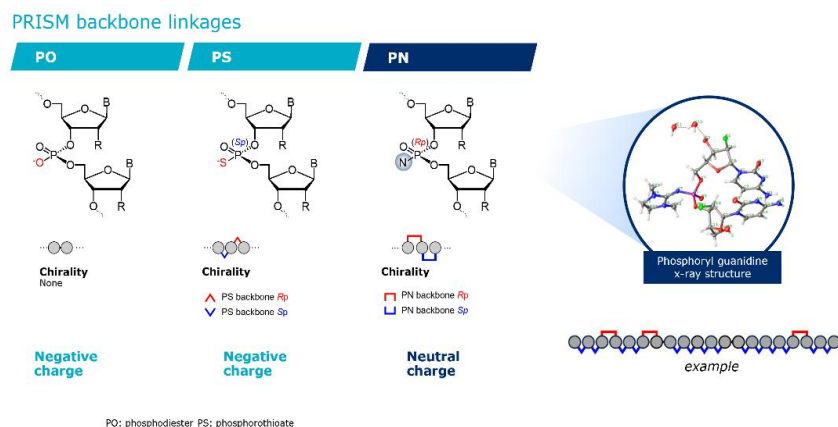 PRISM backbone linkages
PO
PS
PN
O
O
B
O
R
O
P
-O
O
O
B
O
R
O
O
B
(Sp)
O
R
O
P
-S
O
O
B
O
R
O
O
B
(Rp)
O
R
O
P
N
O
O
B
O
R
Chirality
None
Chirality
PS backbone Rp
PS backbone Sp
Chirality
PN backbone Rp
PN backbone Sp
Negative
charge
Negative
charge
Neutral
charge
Phosphoryl guanidine
x-ray structure
example
PO: phosphodiester PS: phosphorothioate